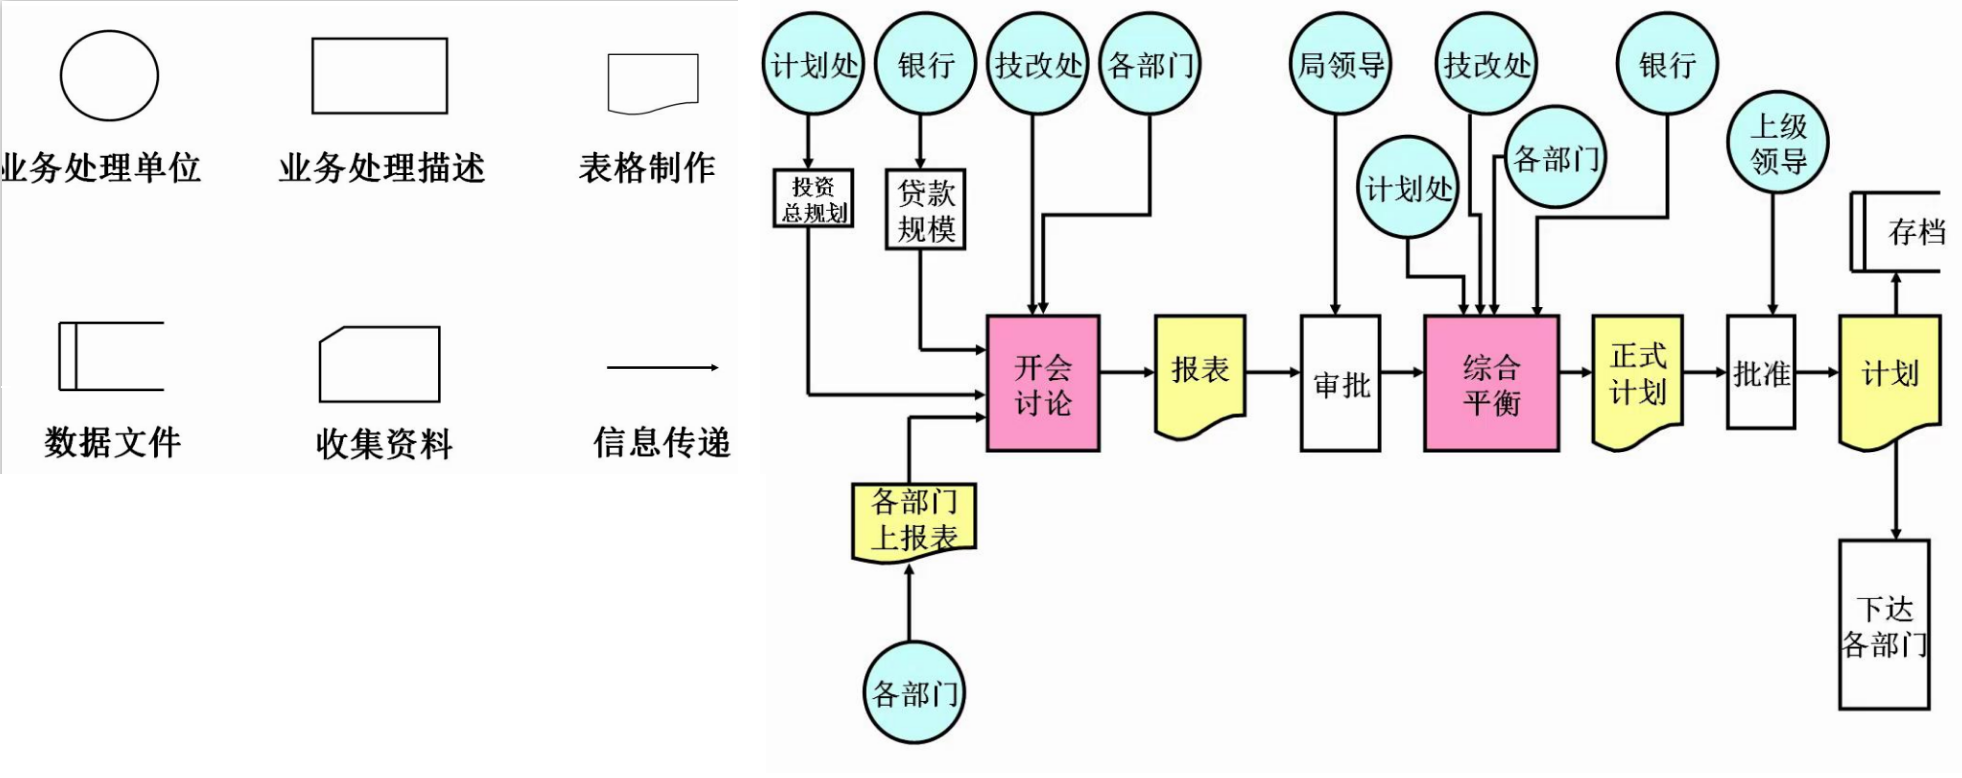 业务处理单位
业务处理描述
表格制作
数据文件
收集资料
信息传递
计划处
银行
技改处
各部门
局领导
技改处
银行
计划处
各部门
上级
领导
投资
总规划
贷款
规模
存档
开会
讨论
报表
审批
综合
平衡
正式
计划
批准
计划
各部门
上报表
下达
各部门
各部门